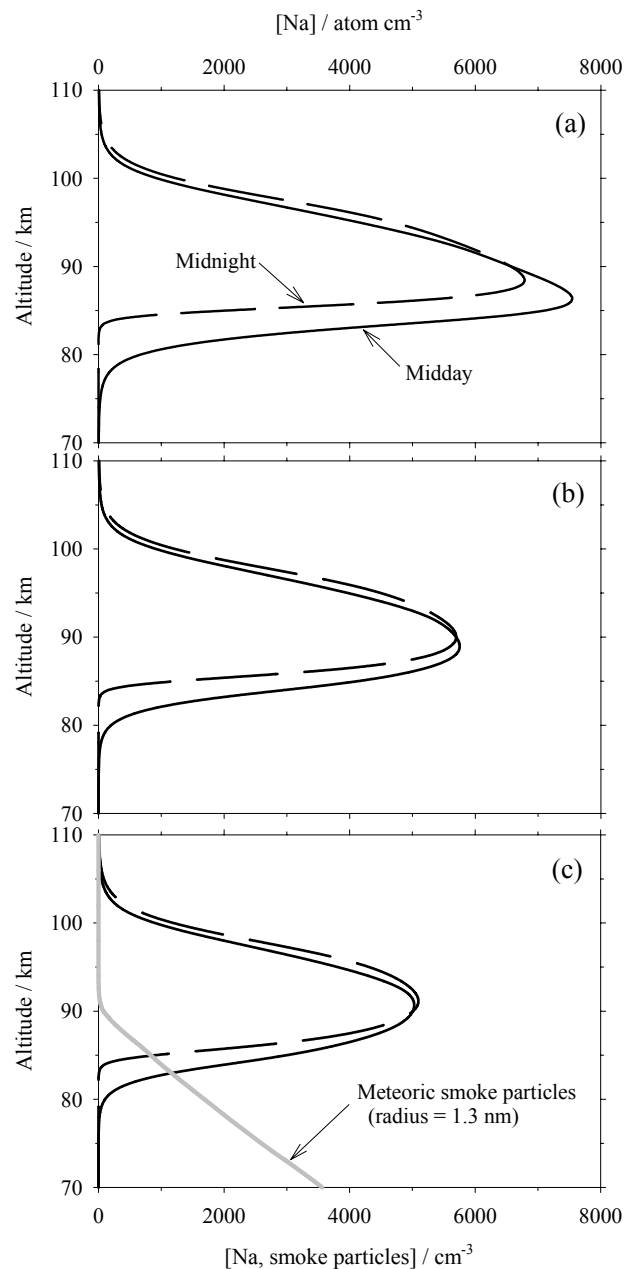 [Na] / atom cm-3
0 2000 4000 6000 8000
110
100
90
80
70
Altitude / km
(a)
Midnight
Midday
110
100
90
80
70
Altitude / km
(b)
110
100
90
80
70
Altitude / km
(c)
Meteoric smoke particles
(radius = 1.3 nm)
0 2000 4000 6000 8000
[Na, smoke particles] / cm-3